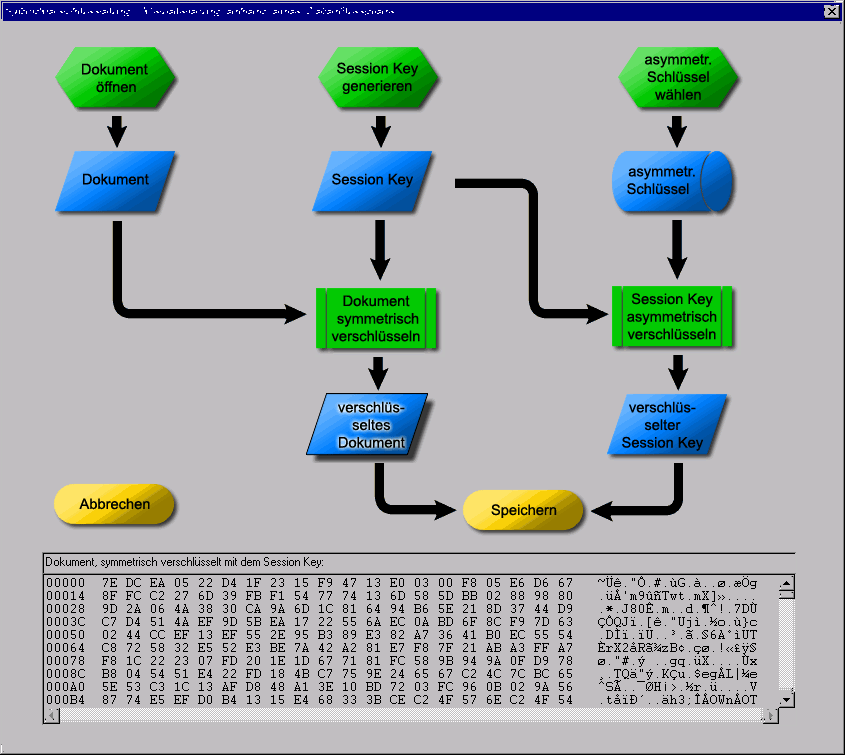 Dokument
öffnen
Session Key
generieren
asymmetr.
Schlüssel
wählen
Dokument
Session Key
asymmetr.
Schlüssel
Dokument
symmetrisch
verschlüsseln
Session Key
asymmetrisch
verschlüsseln
verschlüs-
seltes
Dokument
verschlüs-
selter
Session Key
Abbrechen
Speichern
Dokument, symmetrisch verschlüsselt mit dem Session Key:
00000 7E DC EA 05 22 D4 1F 23 15 F9 47 13 E0 03 00 F8 05 E6 D6 67 ~Üê."Ô.#.ùG.à..ø.æÖg
00014 8F FC C2 27 6D 39 FB F1 54 77 74 13 6D 58 5D BB 02 88 98 80 .üÂ'm9ûñTwt.mX]»....
00028 9D 2A 06 4A 38 30 CA 9A 6D 1C 81 64 94 B6 5E 21 8D 37 44 D9 .*.J80Ê.m..d.¶^!.7DÙ
0003C C7 D4 51 4A EF 9D 5B EA 17 22 55 6A EC 0A BD 6F 8C F9 7D 63 ÇÔQJï.[ê."Ujì.½o.ù}c
00050 02 44 CC EF 13 EF 55 2E 95 B3 89 E3 82 A7 36 41 B0 EC 55 54 .DÌï.ïU..³.ã.§6A°ìUT
00064 C8 72 58 32 E5 52 E3 BE 7A 42 A2 81 E7 F8 7F 21 AB A3 FF A7 ÈrX2åRã¾zB¢.çø.!«£ÿ§
00078 F8 1C 22 23 07 FD 20 1E 1D 67 71 81 FC 58 9B 94 9A 0F D9 78 ø."#.ý ..gq.üX....Ùx
0008C B8 04 54 51 E4 22 FD 18 4B C7 75 9E 24 65 67 C2 4C 7C BC 65 ¸.TQä"ý.KÇu.$egÂL|¼e
000A0 5E 53 C3 1C 13 AF D8 48 A1 3E 10 BD 72 03 FC 96 0B 02 9A 56 ^SÃ..¯ØH¡>.½r.ü....V
000B4 87 74 E5 EF D0 B4 13 15 E4 68 33 3B CE C2 4F 57 6E C2 4F 54 .tåïÐ´..äh3;ÎÂOWnÂOT